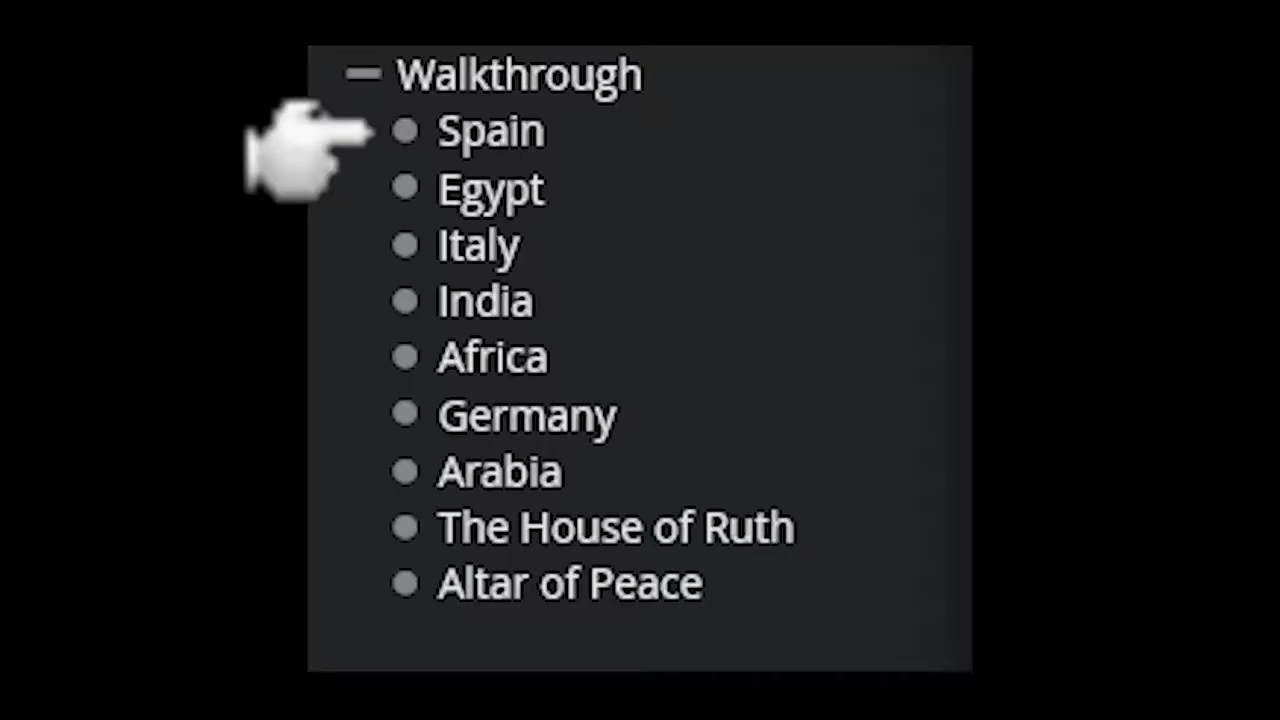 Walkthrough
Spain
Egypt
Italy
India
Africa
Germany
Arabia
The House of Ruth
Altar of Peace